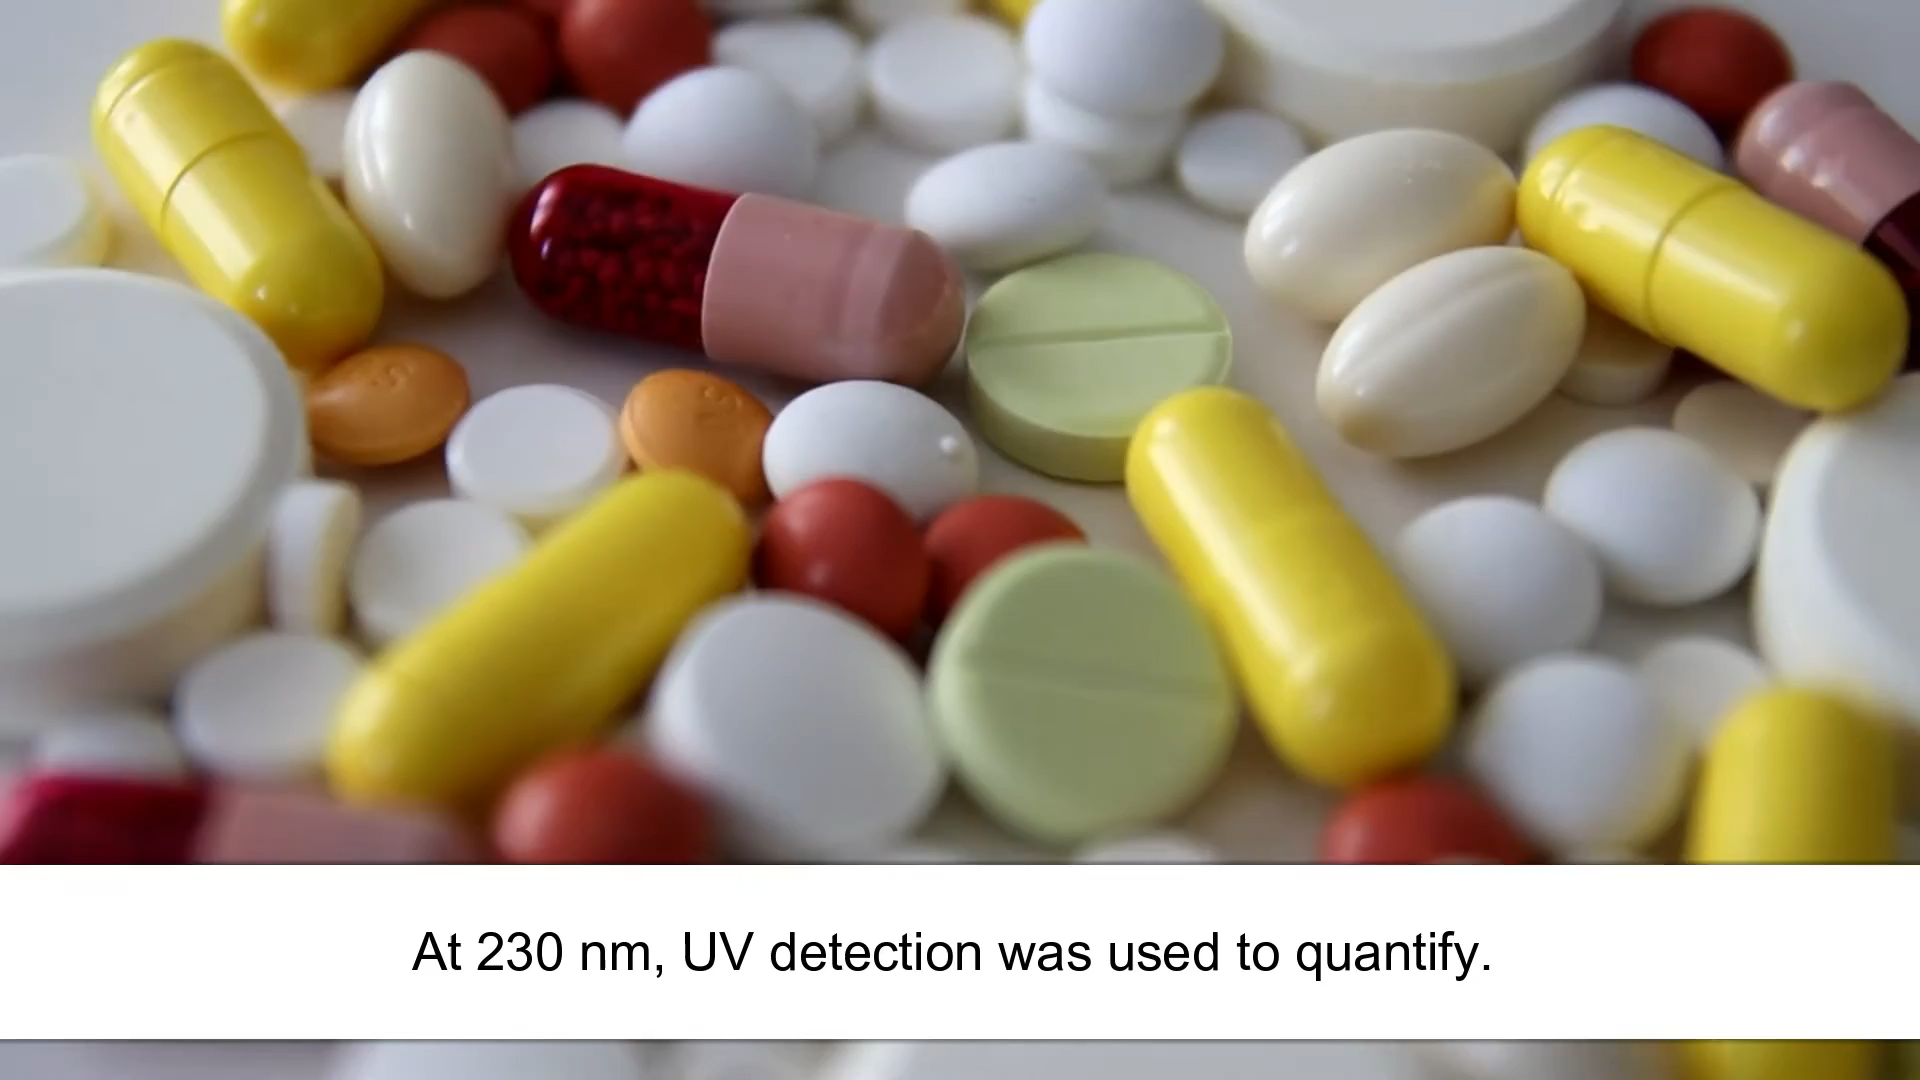 At 230 nm, UV detection was used to quantify.